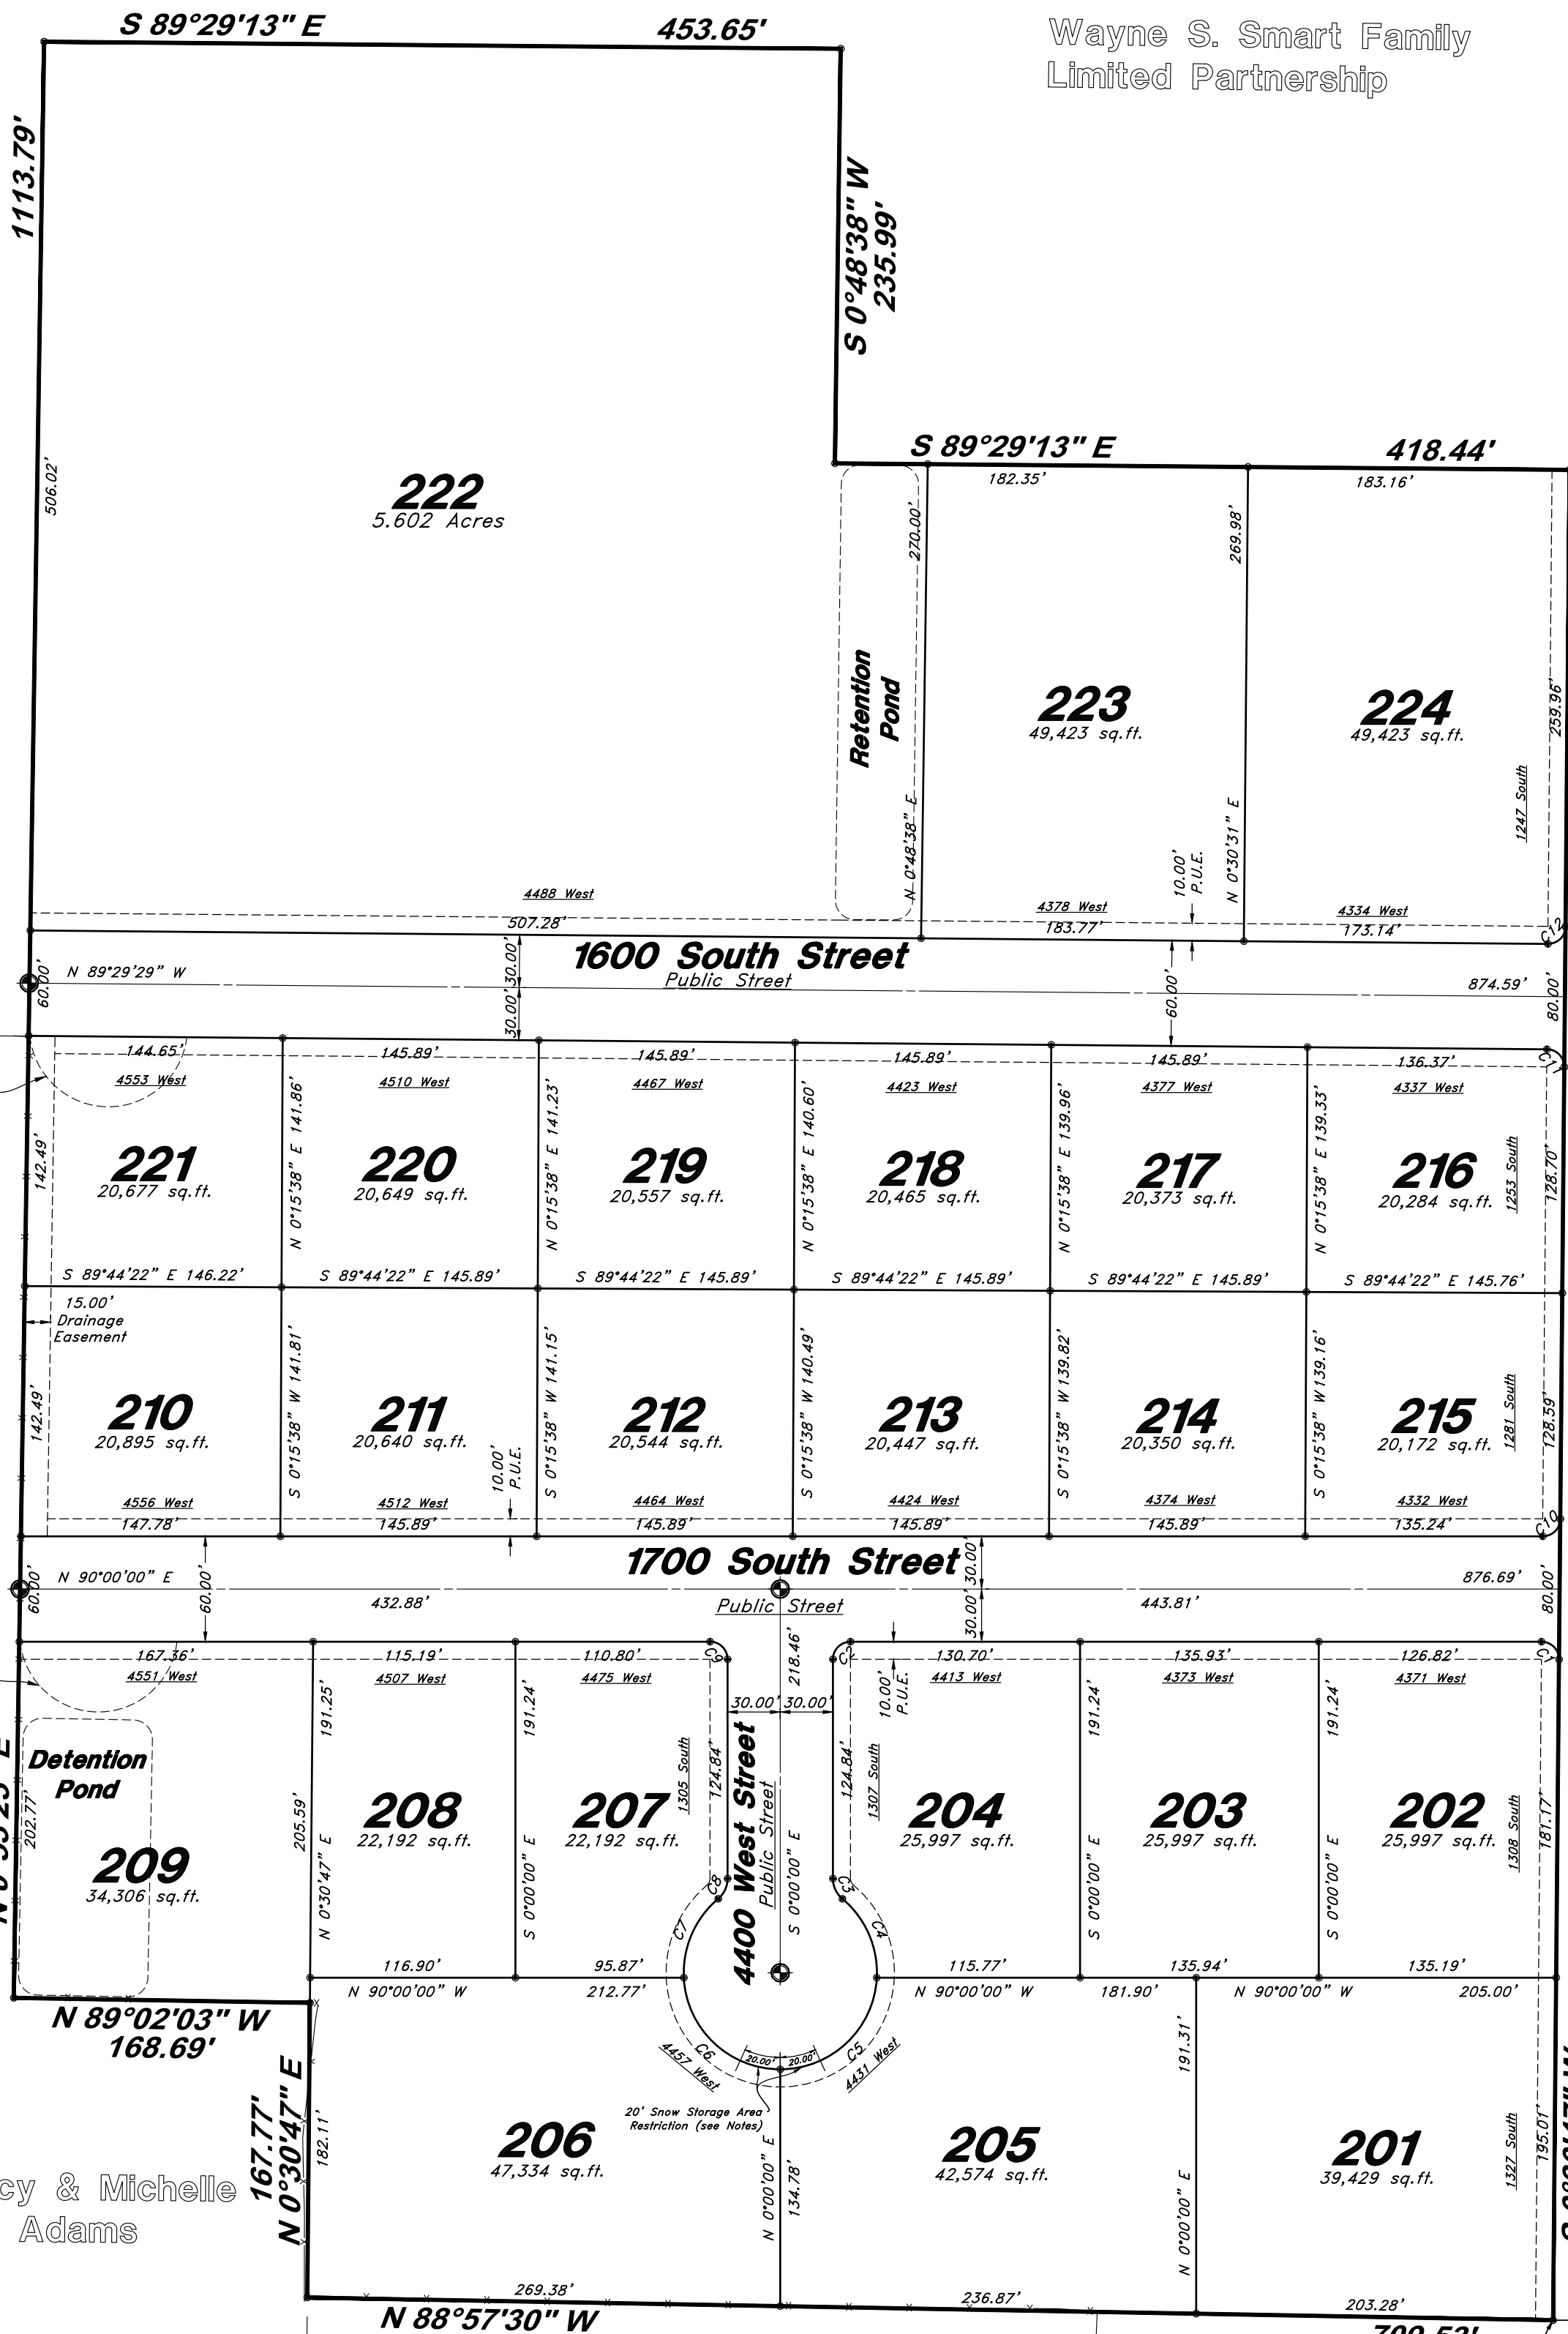 S 89°29'13" E
453.65'
Wayne S. Smart Family
Limited Partnership
1113.79'
S 0°48'38" W
235.99'
506.02'
222
5.602 Acres
S 89°29'13" E
418.44'
182.35'
183.16'
270.00'
269.98'
259.96'
Retention
Pond
223
49,423 sq.ft.
224
49,423 sq.ft.
1247 South
N 0°48'38" E
N 0°30'31" E
10.00'
P.U.E.
4488 West
4378 West
4334 West
507.28'
183.77'
173.14'
C12
1600 South Street
Public Street
N 89°29'29" W
874.59'
60.00'
30.00'
30.00'
60.00'
80.00'
144.65'
145.89'
145.89'
145.89'
145.89'
136.37'
C11
4553 West
4510 West
4467 West
4423 West
4377 West
4337 West
142.49'
N 0°15'38" E 141.86'
N 0°15'38" E 141.23'
N 0°15'38" E 140.60'
N 0°15'38" E 139.96'
N 0°15'38" E 139.33'
128.70'
221
20,677 sq.ft.
220
20,649 sq.ft.
219
20,557 sq.ft.
218
20,465 sq.ft.
217
20,373 sq.ft.
216
20,284 sq.ft.
1253 South
S 89°44'22" E 146.22'
S 89°44'22" E 145.89'
S 89°44'22" E 145.89'
S 89°44'22" E 145.89'
S 89°44'22" E 145.89'
S 89°44'22" E 145.76'
15.00'
Drainage
Easement
142.49'
S 0°15'38" W 141.81'
S 0°15'38" W 141.15'
S 0°15'38" W 140.49'
S 0°15'38" W 139.82'
S 0°15'38" W 139.16'
128.59'
210
20,895 sq.ft.
211
20,640 sq.ft.
212
20,544 sq.ft.
213
20,447 sq.ft.
214
20,350 sq.ft.
215
20,172 sq.ft.
1281 South
10.00'
P.U.E.
4556 West
4512 West
4464 West
4424 West
4374 West
4332 West
147.78'
145.89'
145.89'
145.89'
145.89'
135.24'
C10
1700 South Street
Public Street
N 90°00'00" E
876.69'
432.88'
443.81'
60.00'
60.00'
30.00'
30.00'
80.00'
167.36'
115.19'
110.80'
C9
C2
130.70'
135.93'
126.82'
C1
4551 West
4507 West
4475 West
4413 West
4373 West
4371 West
218.46'
30.00'
30.00'
10.00'
P.U.E.
191.25'
191.24'
191.24'
191.24'
124.84'
124.84'
1305 South
1307 South
4400 West Street
Public Street
S 0°00'00" E
Detention
Pond
202.77'
205.59'
209
34,306 sq.ft.
208
22,192 sq.ft.
207
22,192 sq.ft.
204
25,997 sq.ft.
203
25,997 sq.ft.
202
25,997 sq.ft.
1308 South
181.17'
N 0°30'47" E
S 0°00'00" E
S 0°00'00" E
S 0°00'00" E
C8
C3
C7
C4
116.90'
95.87'
115.77'
135.94'
135.19'
N 90°00'00" W
212.77'
N 90°00'00" W
181.90'
N 90°00'00" W
205.00'
N 89°02'03" W
168.69'
C6
C5
20.00'
20.00'
4457 West
4431 West
20' Snow Storage Area
Restriction (see Notes)
167.77'
N 0°30'47" E
182.11'
191.31'
195.01'
206
47,334 sq.ft.
205
42,574 sq.ft.
201
39,429 sq.ft.
1327 South
N 0°00'00" E
134.78'
N 0°00'00" E
cy & Michelle
Adams
269.38'
236.87'
203.28'
N 88°57'30" W